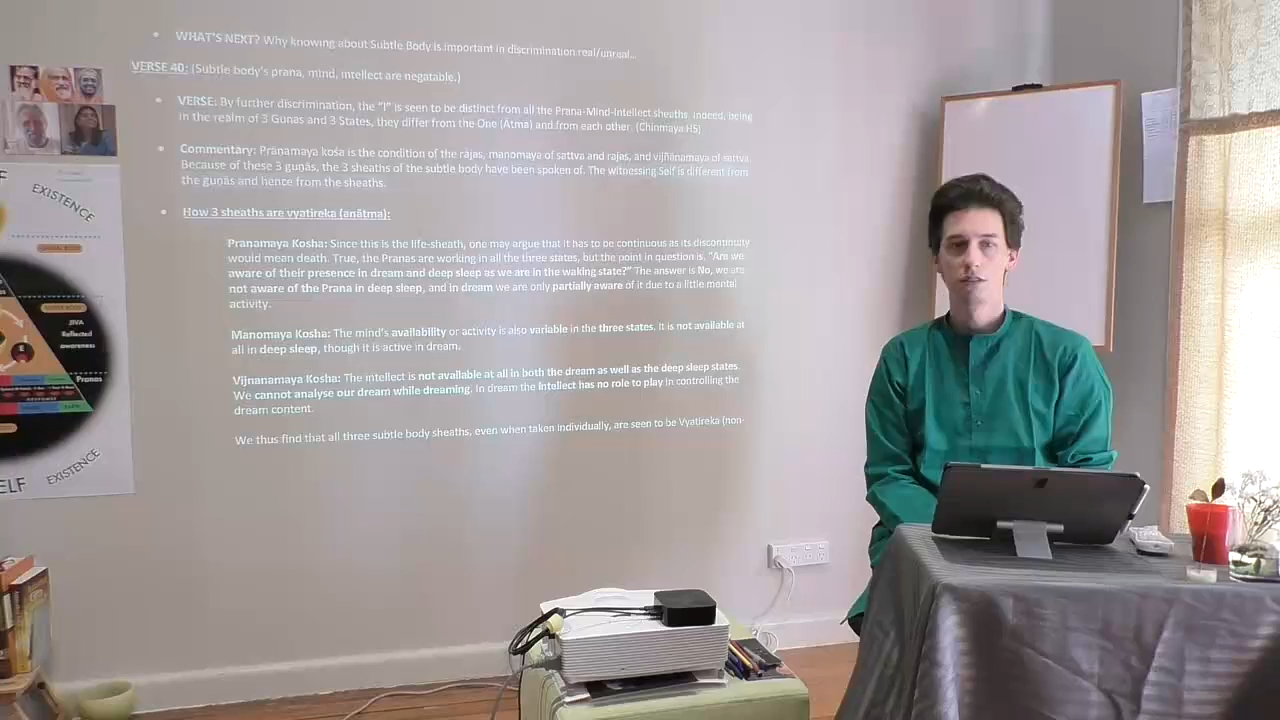 WHAT'S NEXT? Why knowing about Subtle Body is important in discrimination real/unreal...
VERSE 40: (Subtle body's prana, mind, intellect are negatable.)
VERSE: By further discrimination, the "I" is seen to be distinct from all the Prana-Mind-Intellect sheaths. Indeed, being
in the realm of 3 Gunas and 3 States, they differ from the One (Ātmā) and from each other. (Chinmaya HS)
Commentary: Prānamaya kośa is the condition of the rājas, manomaya of sattva and rajas, and vijñānamaya of sattva.
Because of these 3 guṇās, the 3 sheaths of the subtle body have been spoken of. The witnessing Self is different from
the guṇās and hence from the sheaths.
How 3 sheaths are vyatireka (anātma):
Pranamaya Kosha: Since this is the life-sheath, one may argue that it has to be continuous as its discontinuity
would mean death. True, the Pranas are working in all the three states, but the point in question is, "Are we
aware of their presence in dream and deep sleep as we are in the waking state?" The answer is No, we are
not aware of the Prana in deep sleep, and in dream we are only partially aware of it due to a little mental
activity.
Manomaya Kosha: The mind's availability or activity is also variable in the three states. It is not available at
all in deep sleep, though it is active in dream.
Vijnanamaya Kosha: The intellect is not available at all in both the dream as well as the deep sleep states.
We cannot analyse our dream while dreaming. In dream the intellect has no role to play in controlling the
dream content.
We thus find that all three subtle body sheaths, even when taken individually, are seen to be Vyatireka (non-
EXISTENCE
JIVA
Reflected
awareness
E
Pranas
ELF
EXISTENCE